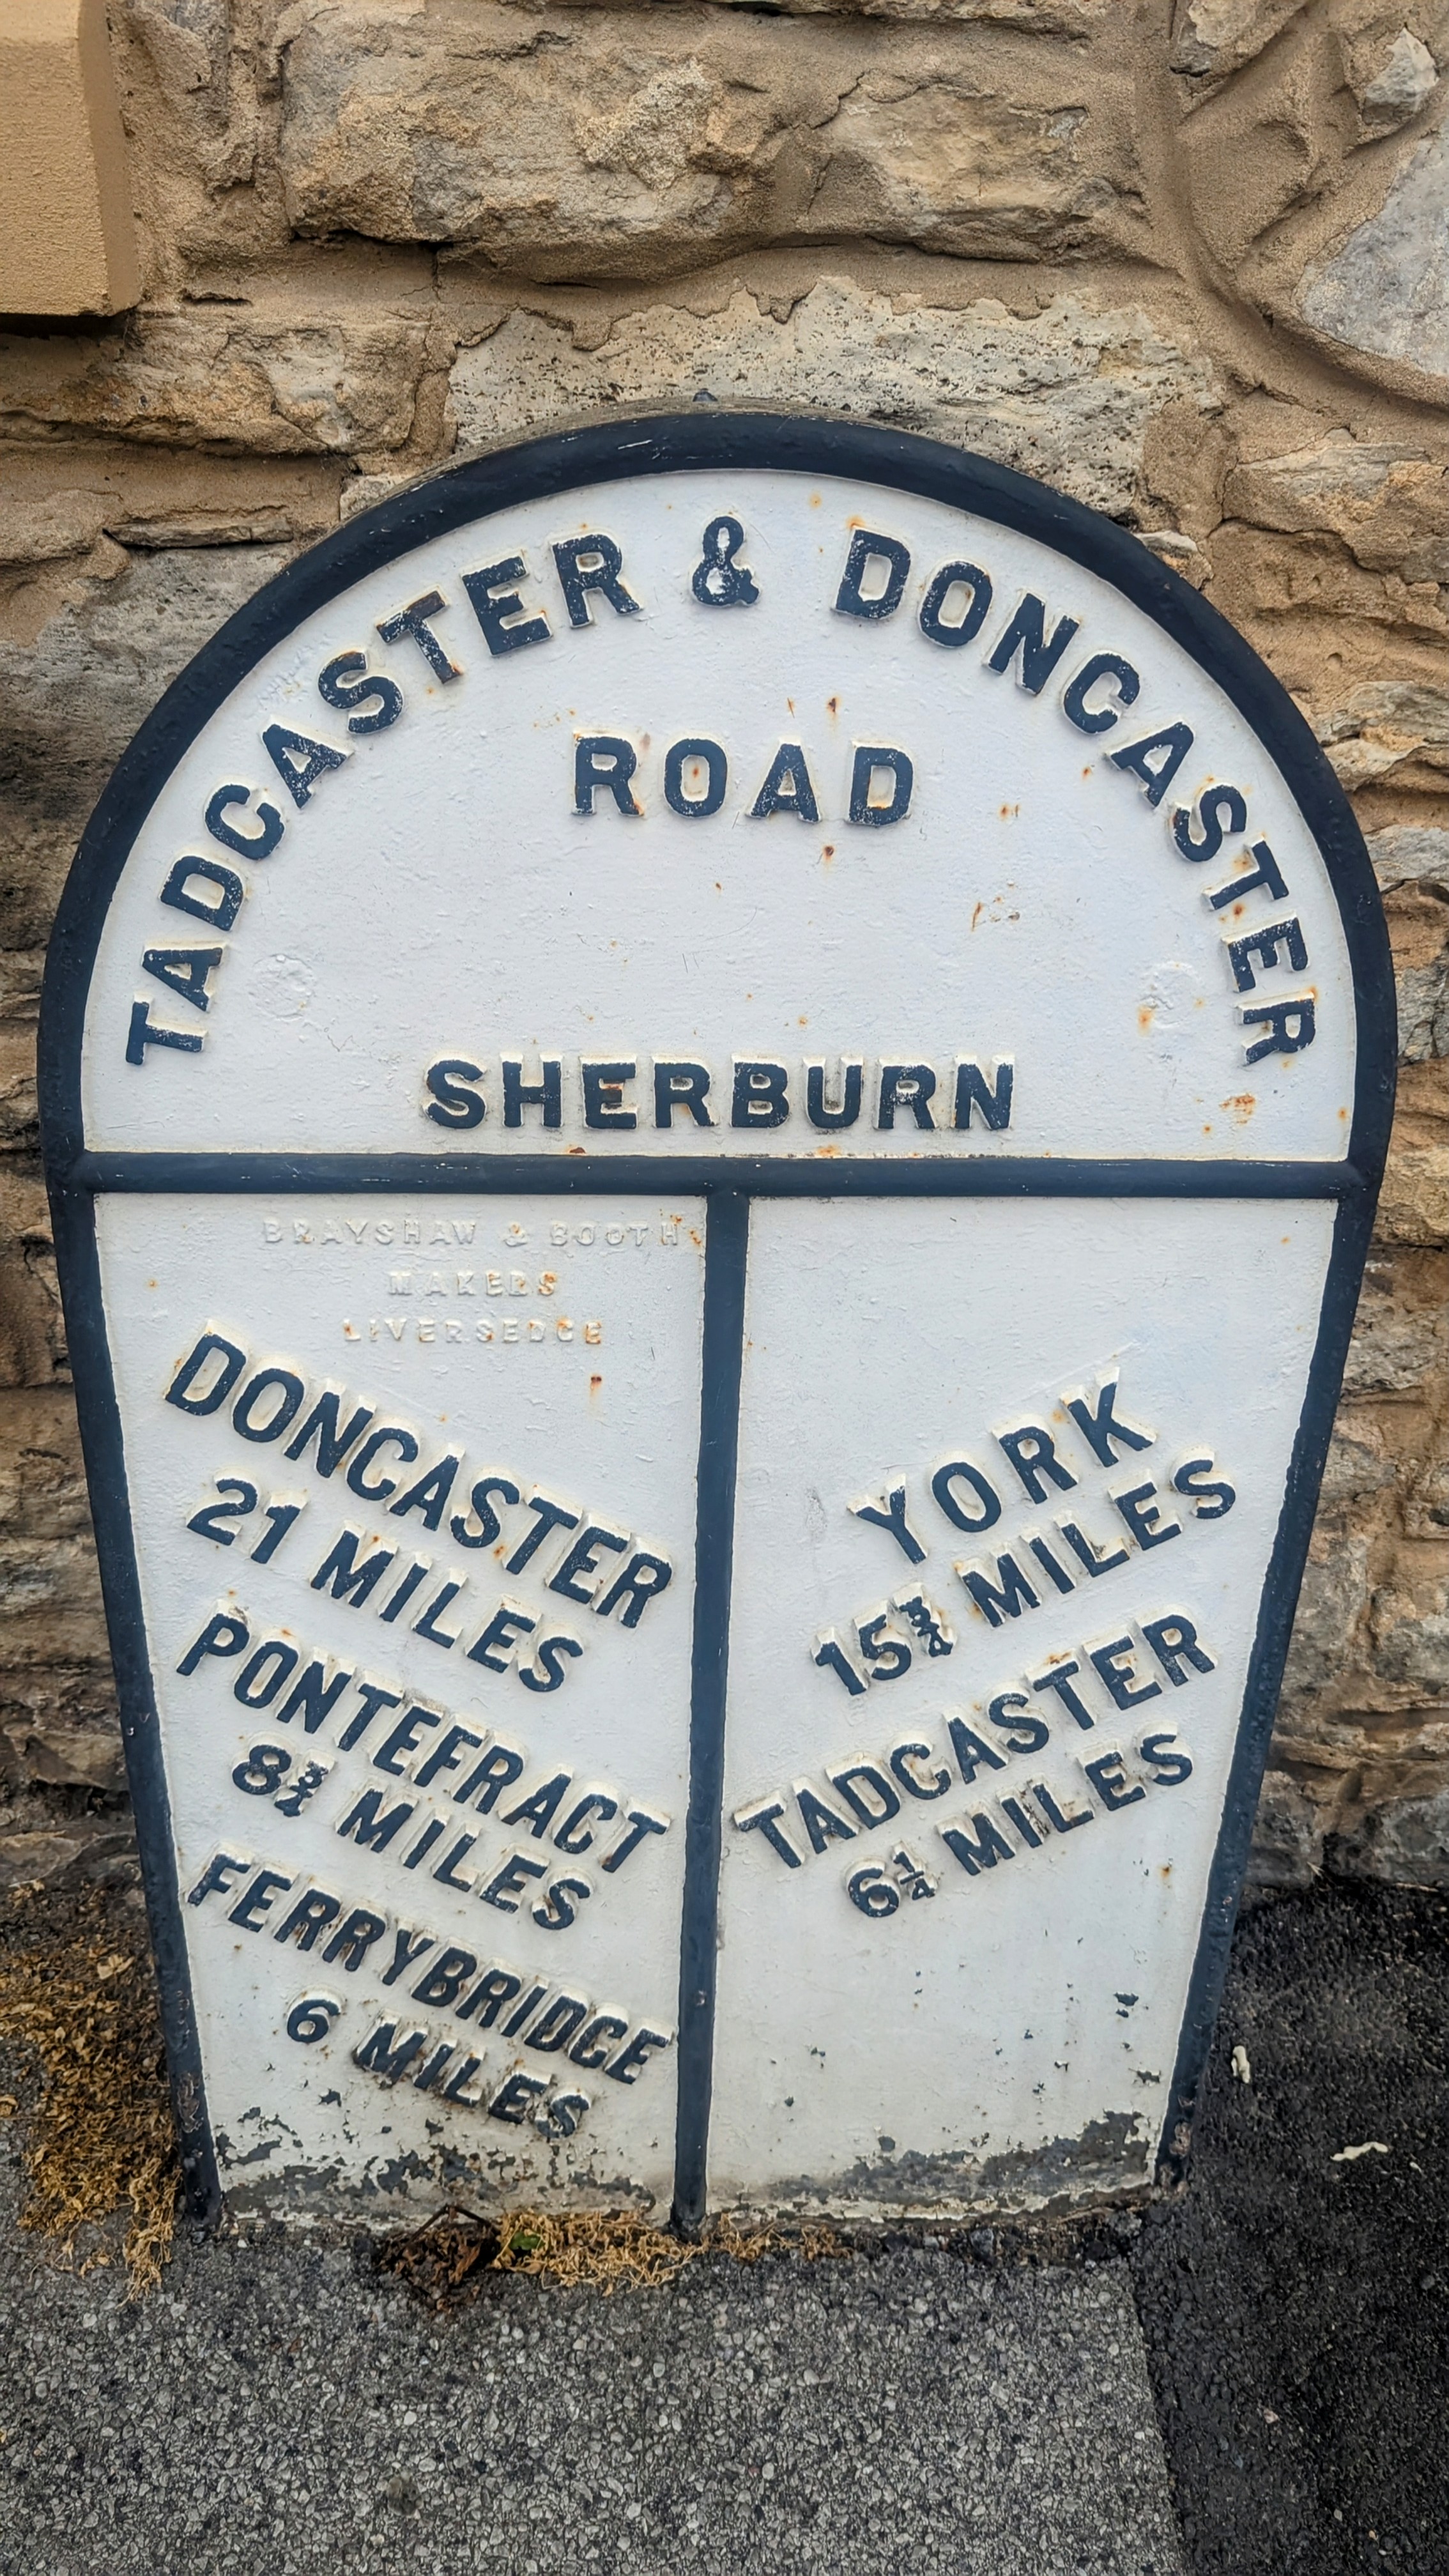 TADCASTER & DONCASTER
ROAD
SHERBURN
BRAYSHAW & BOOTH
MAKERS
LIVERSEDGE
DONCASTER
21 MILES
PONTEFRACT
8¾ MILES
FERRYBRIDGE
6 MILES
YORK
15¾ MILES
TADCASTER
6¼ MILES